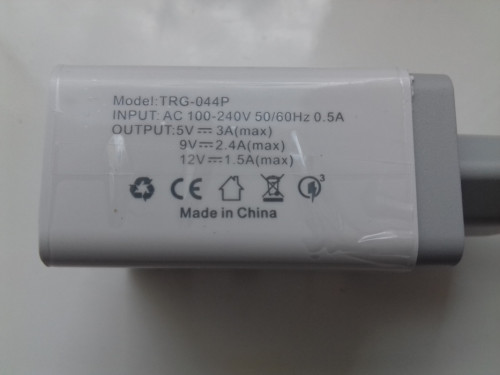 Model:TRG-044P
INPUT: AC 100-240V 50/60Hz 0.5A
OUTPUT:5V⎓3A(max)
9V⎓2.4A(max)
12V⎓1.5A(max)
CE 3
Made in China